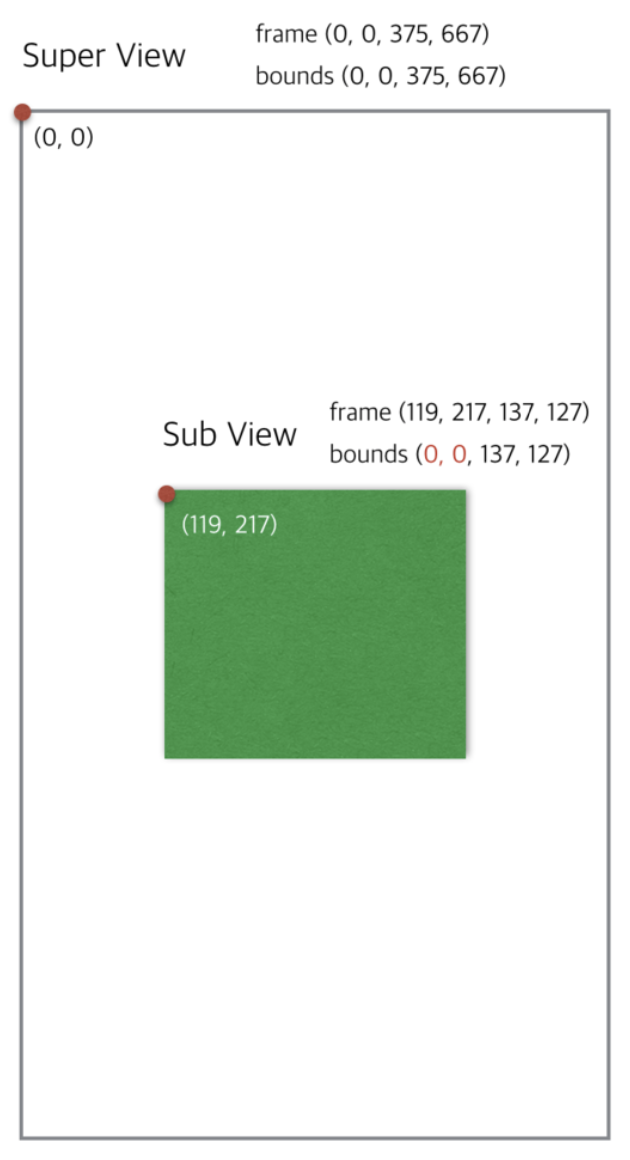 Super View
frame (0, 0, 375, 667)
bounds (0, 0, 375, 667)
(0, 0)
Sub View
frame (119, 217, 137, 127)
bounds (0, 0, 137, 127)
(119, 217)